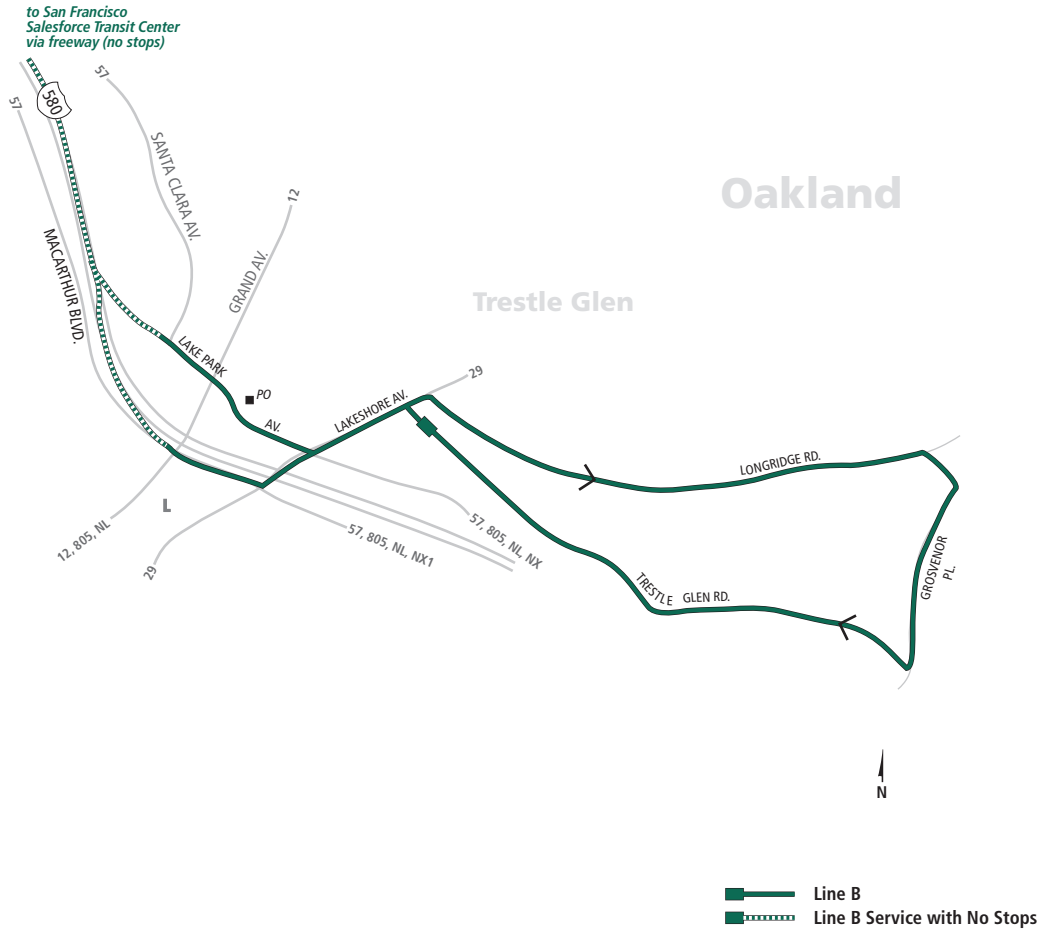 to San Francisco
Salesforce Transit Center
via freeway (no stops)
57
580
57
SANTA CLARA AV.
12
Oakland
MACARTHUR BLVD.
GRAND AV.
Trestle Glen
LAKE PARK
AV.
PO
29
LAKESHORE AV.
LONGRIDGE RD.
L
12, 805, NL
29
57, 805, NL, NX1
57, 805, NL, NX
TRESTLE GLEN RD.
GROSVENOR
PL.
N
Line B
Line B Service with No Stops